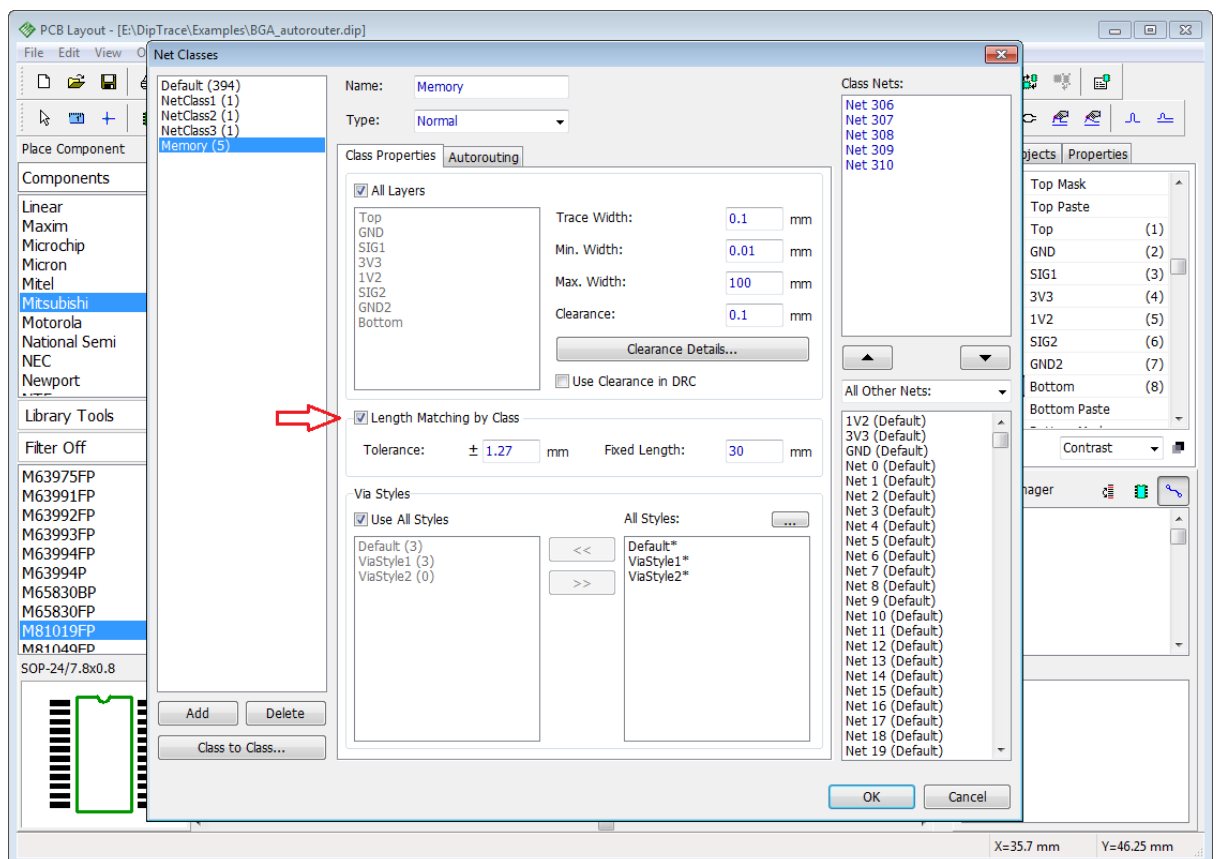 PCB Layout - [E:\DipTrace\Examples\BGA_autorouter.dip]
File Edit View
Net Classes
Place Component
Components
Linear
Maxim
Microchip
Micron
Mitel
Mitsubishi
Motorola
National Semi
NEC
Newport
Library Tools
Filter Off
M63975FP
M63991FP
M63992FP
M63993FP
M63994FP
M63994P
M65830BP
M65830FP
M81019FP
M81049FP
SOP-24/7.8x0.8
Default (394)
NetClass1 (1)
NetClass2 (1)
NetClass3 (1)
Memory (5)
Add Delete
Class to Class...
Name: Memory
Type: Normal
Class Properties Autorouting
All Layers
Top
GND
SIG1
3V3
1V2
SIG2
GND2
Bottom
Trace Width: 0.1 mm
Min. Width: 0.01 mm
Max. Width: 100 mm
Clearance: 0.1 mm
Clearance Details...
Use Clearance in DRC
Length Matching by Class
Tolerance: ± 1.27 mm Fixed Length: 30 mm
Via Styles
Use All Styles All Styles: ...
Default (3)
ViaStyle1 (3)
ViaStyle2 (0)
<<
>>
Default*
ViaStyle1*
ViaStyle2*
Class Nets:
Net 306
Net 307
Net 308
Net 309
Net 310
All Other Nets:
1V2 (Default)
3V3 (Default)
GND (Default)
Net 0 (Default)
Net 1 (Default)
Net 2 (Default)
Net 3 (Default)
Net 4 (Default)
Net 5 (Default)
Net 6 (Default)
Net 7 (Default)
Net 8 (Default)
Net 9 (Default)
Net 10 (Default)
Net 11 (Default)
Net 12 (Default)
Net 13 (Default)
Net 14 (Default)
Net 15 (Default)
Net 16 (Default)
Net 17 (Default)
Net 18 (Default)
Net 19 (Default)
OK Cancel
jects Properties
Top Mask
Top Paste
Top (1)
GND (2)
SIG1 (3)
3V3 (4)
1V2 (5)
SIG2 (6)
GND2 (7)
Bottom (8)
Bottom Paste
Contrast
nager
X=35.7 mm Y=46.25 mm